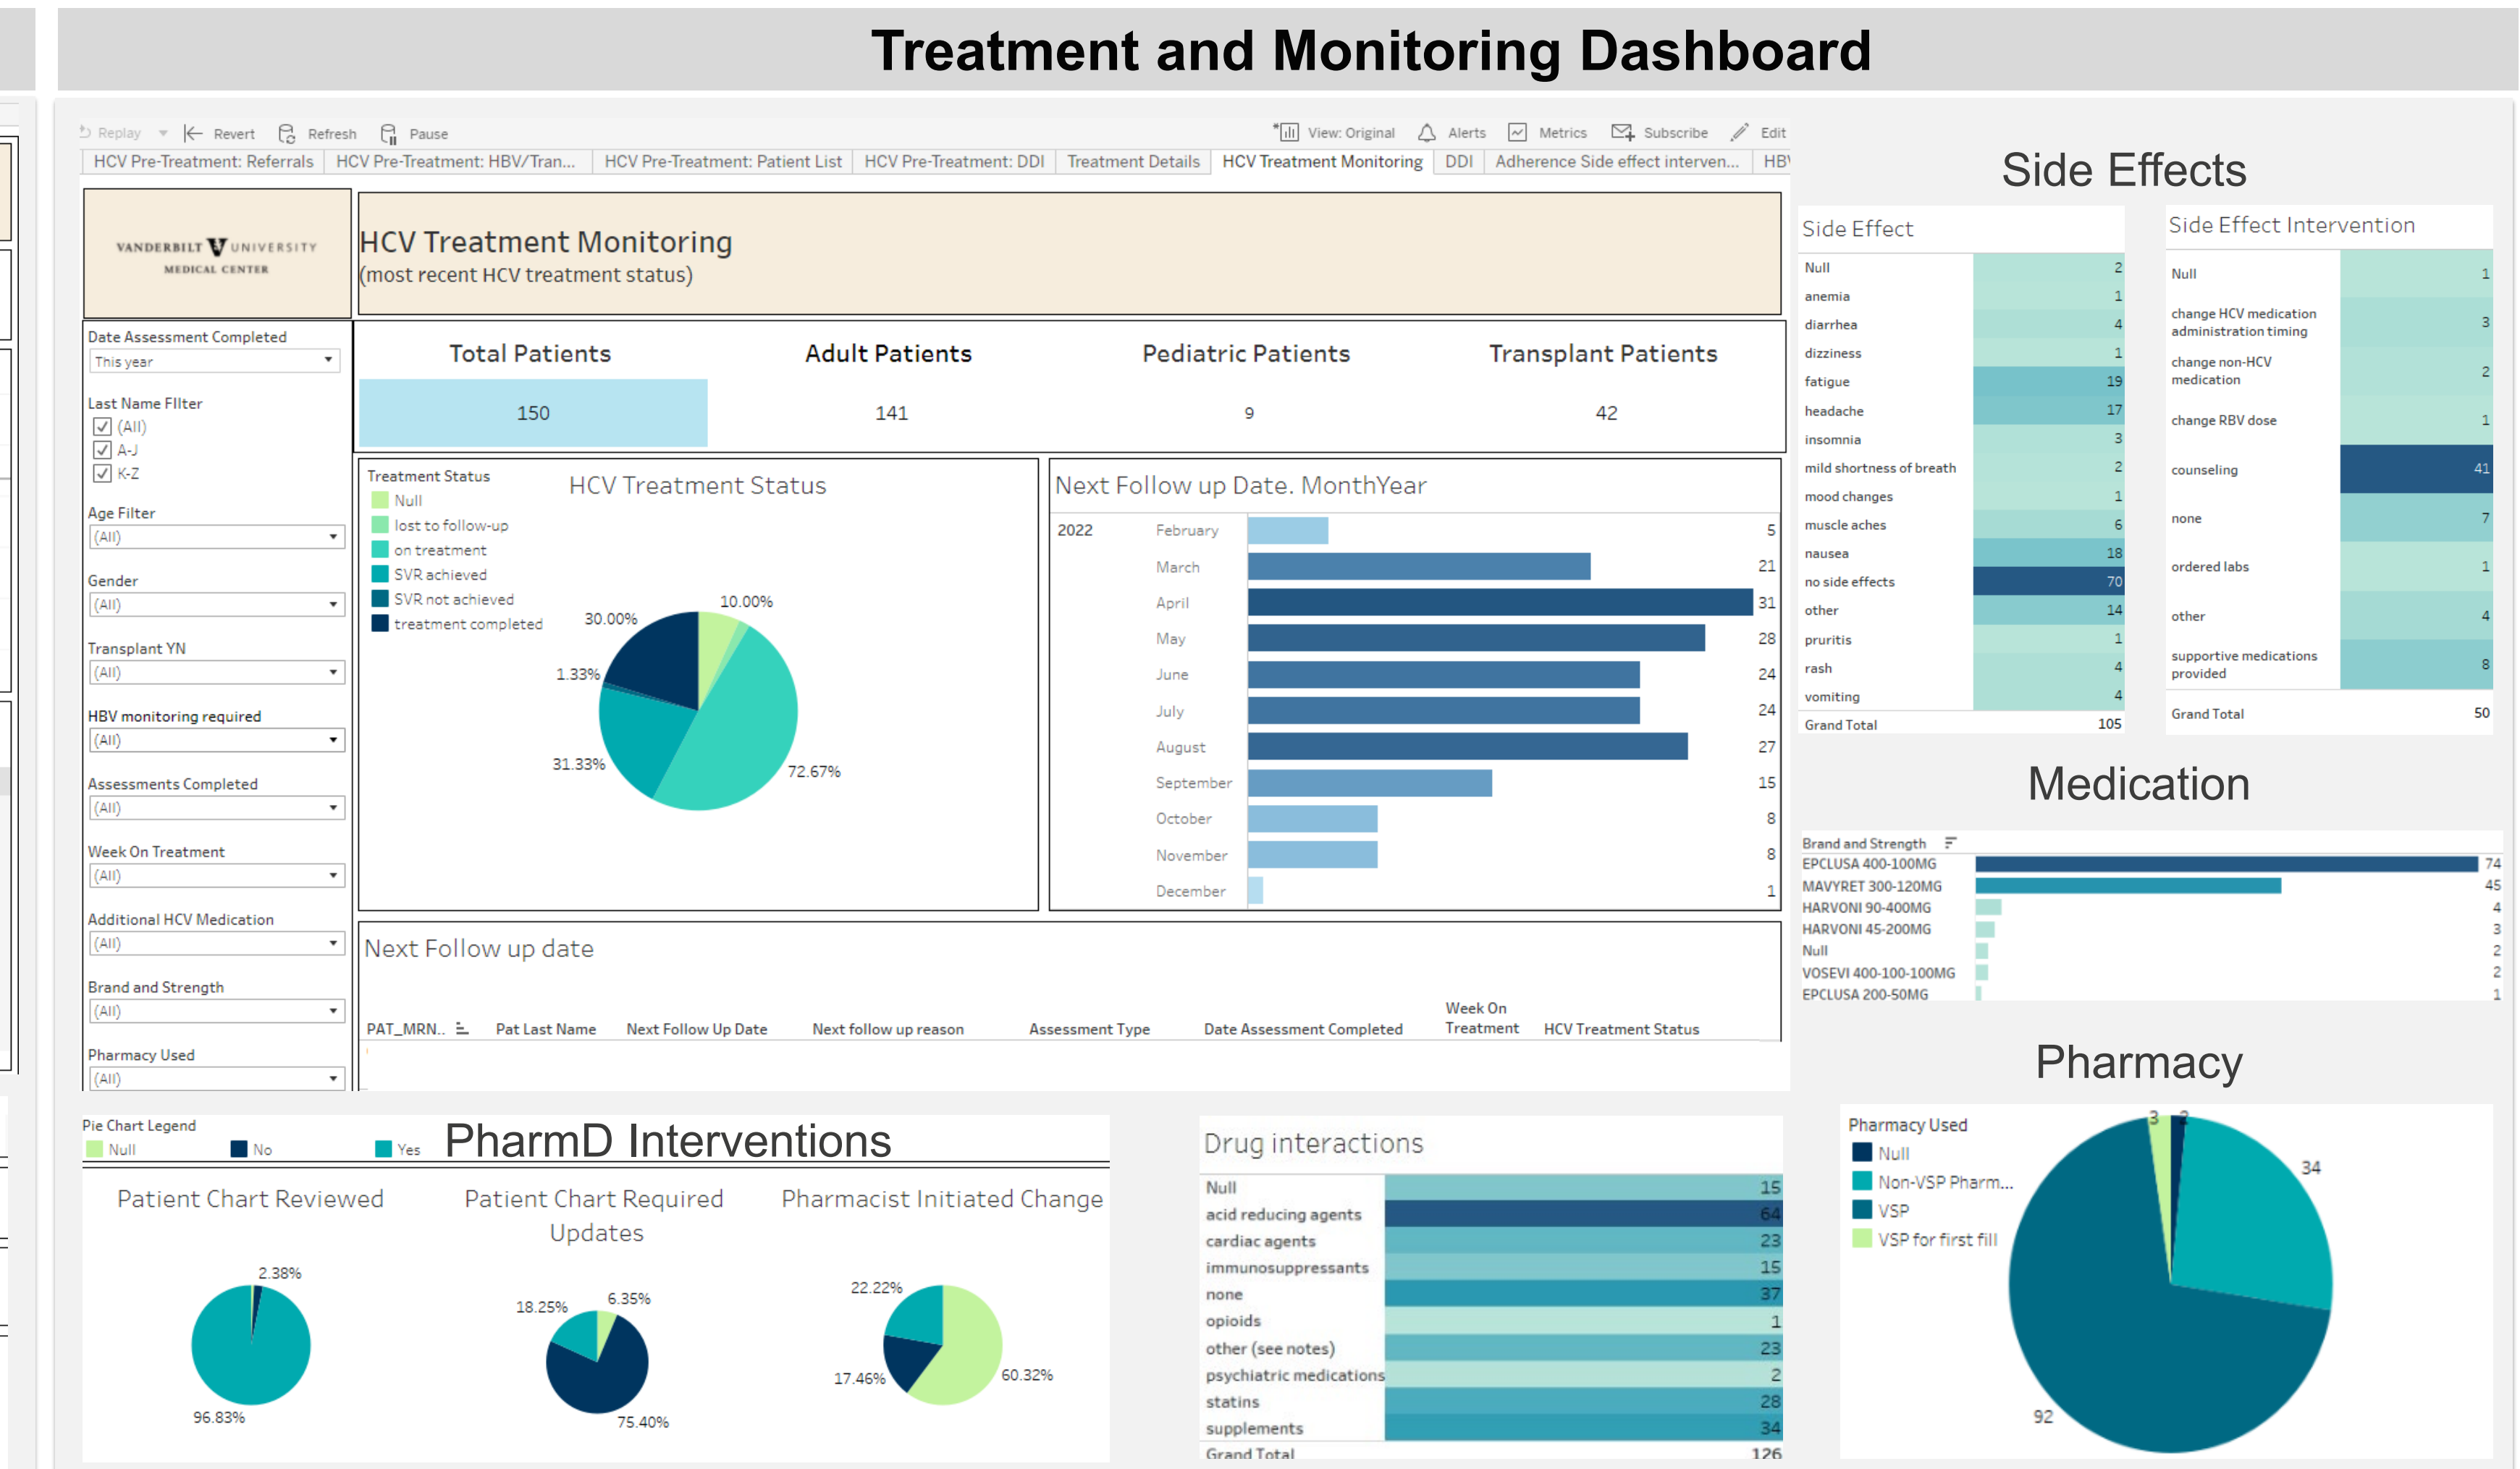 Treatment and Monitoring Dashboard
Replay Revert Refresh Pause View: Original Alerts Metrics Subscribe Edit
HCV Pre-Treatment: Referrals HCV Pre-Treatment: HBV/Tran... HCV Pre-Treatment: Patient List HCV Pre-Treatment: DDI Treatment Details HCV Treatment Monitoring DDI Adherence Side effect interven... HBV
VANDERBILT V UNIVERSITY
MEDICAL CENTER
HCV Treatment Monitoring
(most recent HCV treatment status)
Date Assessment Completed
This year
Last Name FIlter
(All)
A-J
K-Z
Age Filter
(All)
Gender
(All)
Transplant YN
(All)
HBV monitoring required
(All)
Assessments Completed
(All)
Week On Treatment
(All)
Additional HCV Medication
(All)
Brand and Strength
(All)
Pharmacy Used
(All)
Total Patients Adult Patients Pediatric Patients Transplant Patients
150 141 9 42
Treatment Status
Null
lost to follow-up
on treatment
SVR achieved
SVR not achieved
treatment completed
HCV Treatment Status
10.00%
30.00%
1.33%
31.33%
72.67%
Next Follow up Date. MonthYear
2022 February 5
March 21
April 31
May 28
June 24
July 24
August 27
September 15
October 8
November 8
December 1
Next Follow up date
PAT_MRN.. Pat Last Name Next Follow Up Date Next follow up reason Assessment Type Date Assessment Completed Week On Treatment HCV Treatment Status
Side Effects
Side Effect
Null 2
anemia 1
diarrhea 4
dizziness 1
fatigue 19
headache 17
insomnia 3
mild shortness of breath 2
mood changes 1
muscle aches 6
nausea 18
no side effects 70
other 14
pruritis 1
rash 4
vomiting 4
Grand Total 105
Side Effect Intervention
Null 1
change HCV medication
administration timing 3
change non-HCV
medication 2
change RBV dose 1
counseling 41
none 7
ordered labs 1
other 4
supportive medications
provided 8
Grand Total 50
Medication
Brand and Strength
EPCLUSA 400-100MG 74
MAVYRET 300-120MG 45
HARVONI 90-400MG 4
HARVONI 45-200MG 3
Null 2
VOSEVI 400-100-100MG 2
EPCLUSA 200-50MG 1
Pie Chart Legend
Null No Yes
PharmD Interventions
Patient Chart Reviewed
2.38%
96.83%
Patient Chart Required
Updates
18.25%
6.35%
75.40%
Pharmacist Initiated Change
22.22%
17.46%
60.32%
Drug interactions
Null 15
acid reducing agents 64
cardiac agents 23
immunosuppressants 15
none 37
opioids 1
other (see notes) 23
psychiatric medications 2
statins 28
supplements 34
Grand Total 126
Pharmacy
Pharmacy Used
Null
Non-VSP Pharm...
VSP
VSP for first fill
3
2
34
92